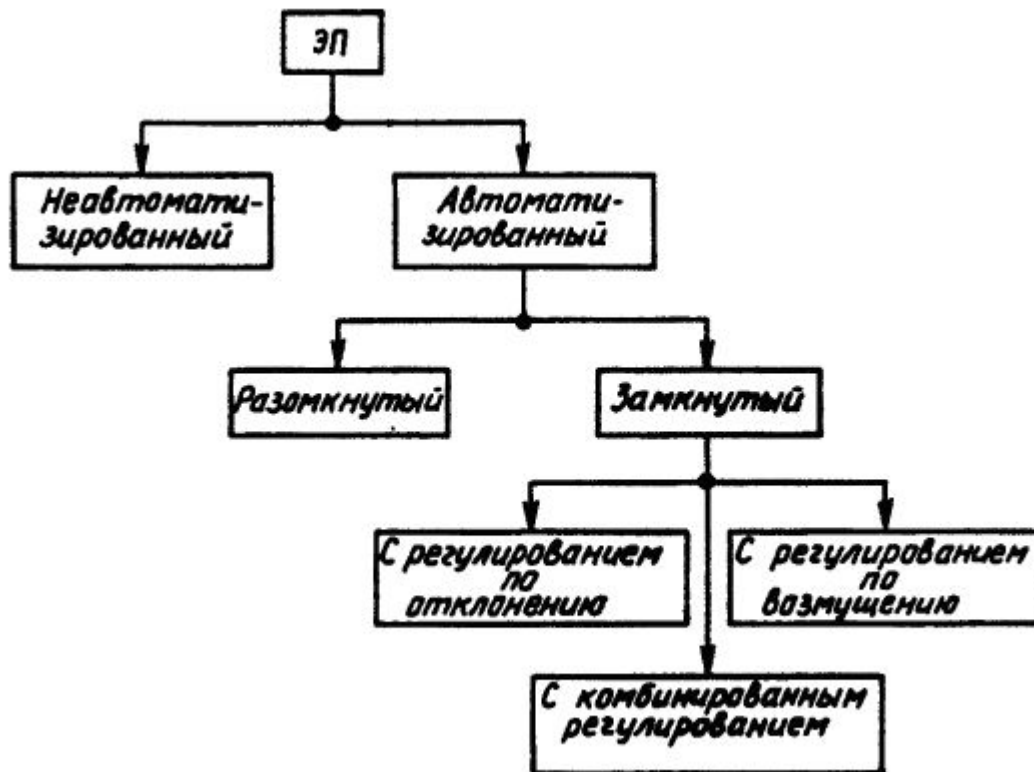 ЭП
Неавтомати-
зированный
Автомати-
зированный
Разомкнутый
Замкнутый
С регулированием
по
отклонению
С регулированием
по
возмущению
С комбинированным
регулированием